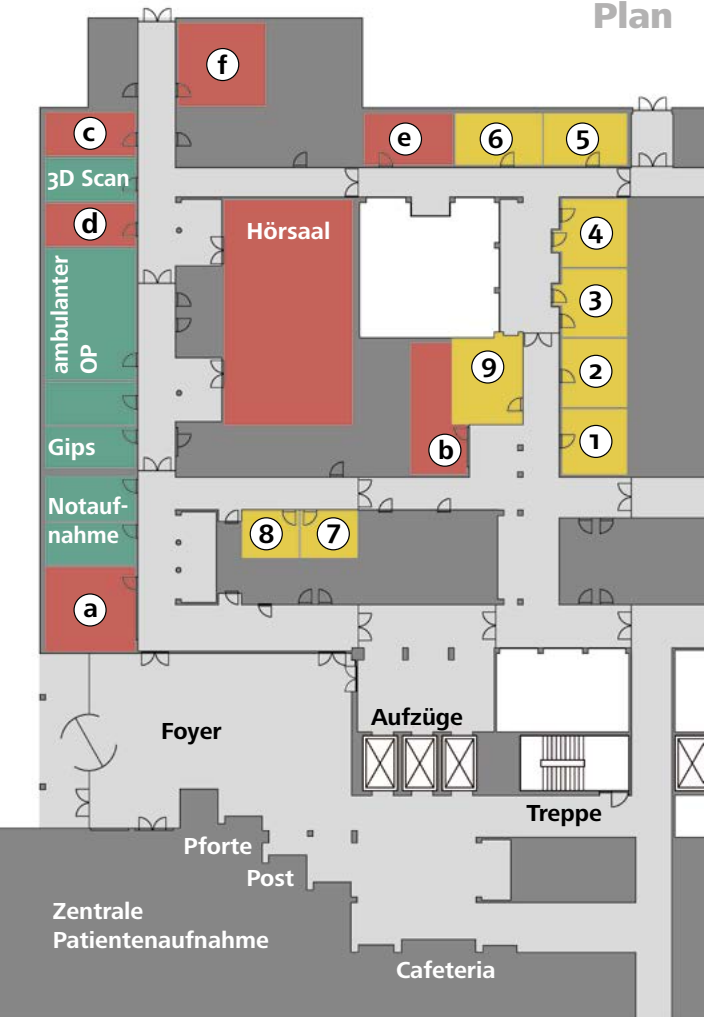 Plan
f
c
e
6
5
3D Scan
d
Hörsaal
4
ambulanter
OP
3
9
2
b
1
Gips
Notauf-
nahme
8
7
a
Foyer
Aufzüge
Treppe
Pforte
Post
Zentrale
Patientenaufnahme
Cafeteria